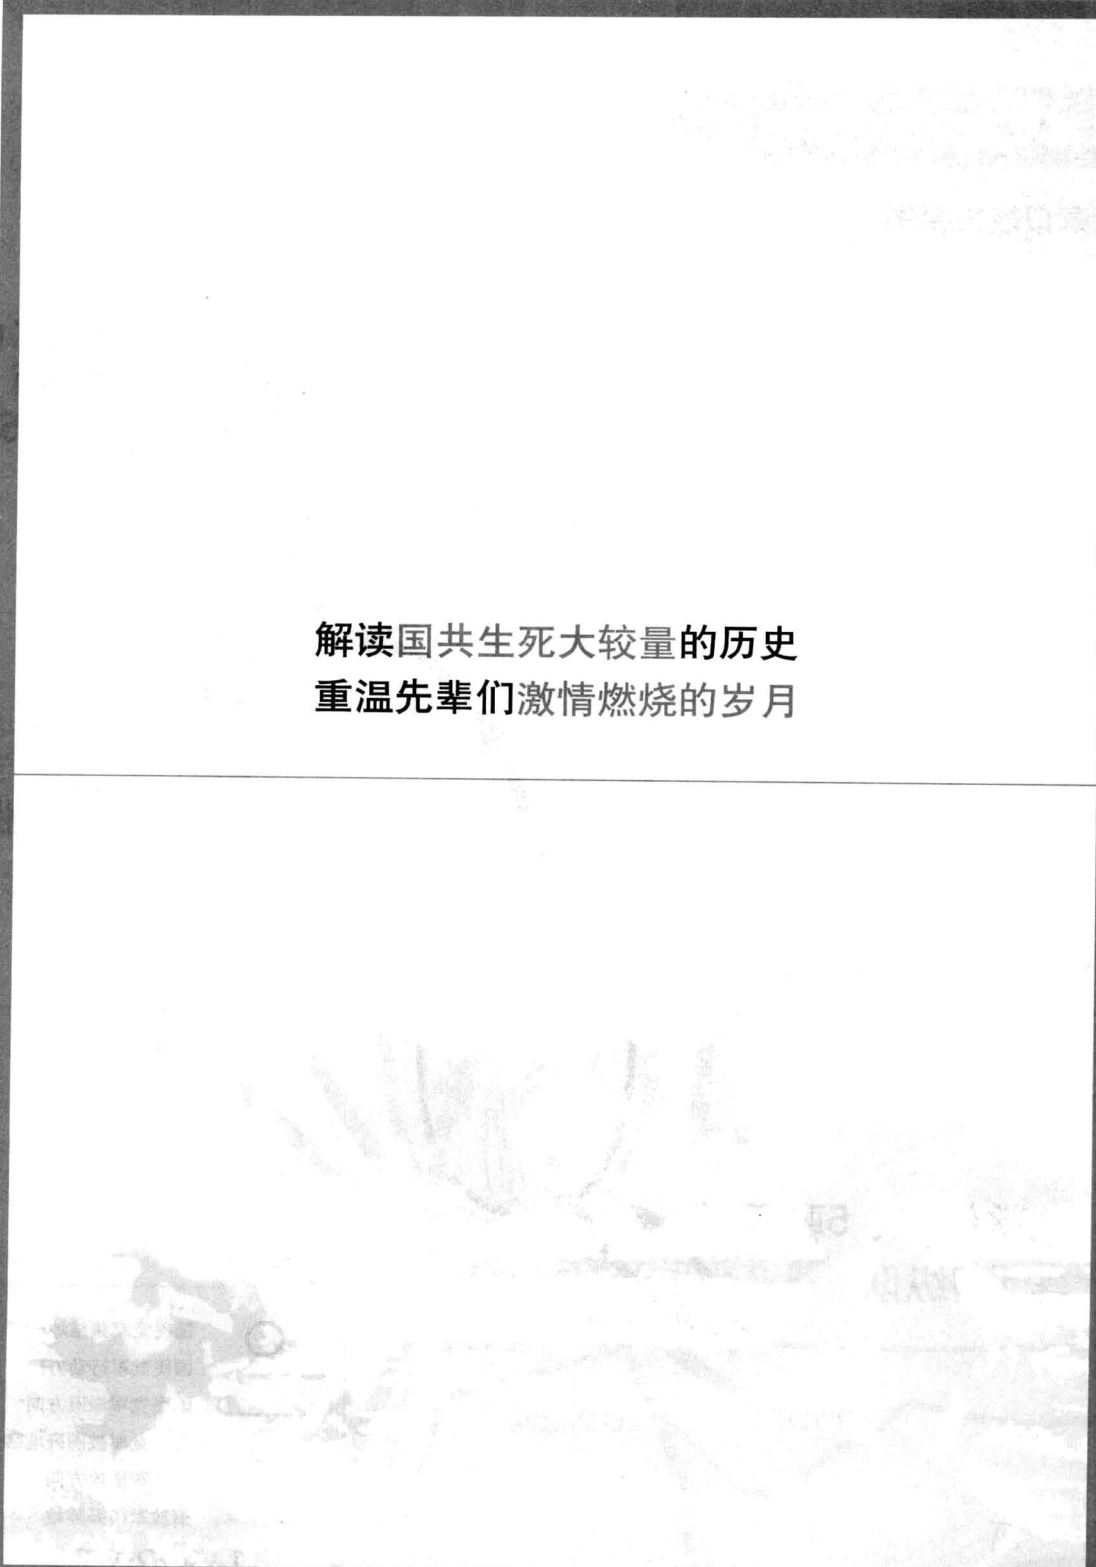 解读国共生死大较量的历史
重温先辈们激情燃烧的岁月